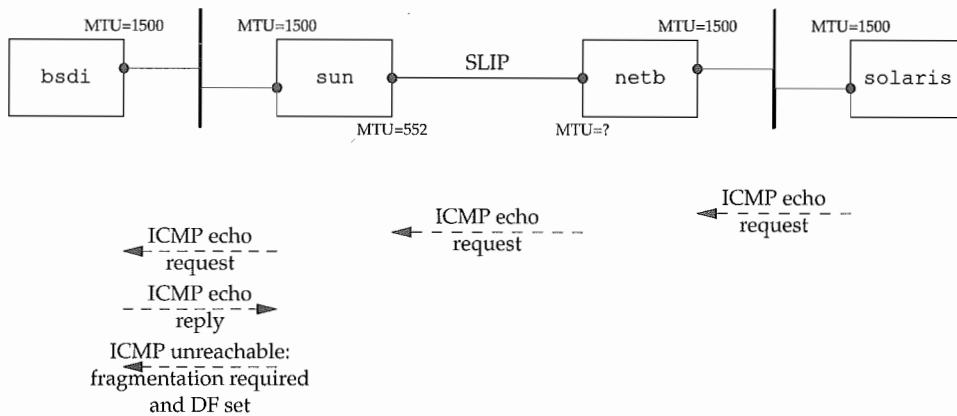 MTU=1500
MTU=1500
MTU=1500
MTU=1500
bsdi
sun
SLIP
netb
solaris
MTU=552
MTU=?
ICMP echo
request
ICMP echo
request
ICMP echo
request
ICMP echo
reply
ICMP unreachable:
fragmentation required
and DF set